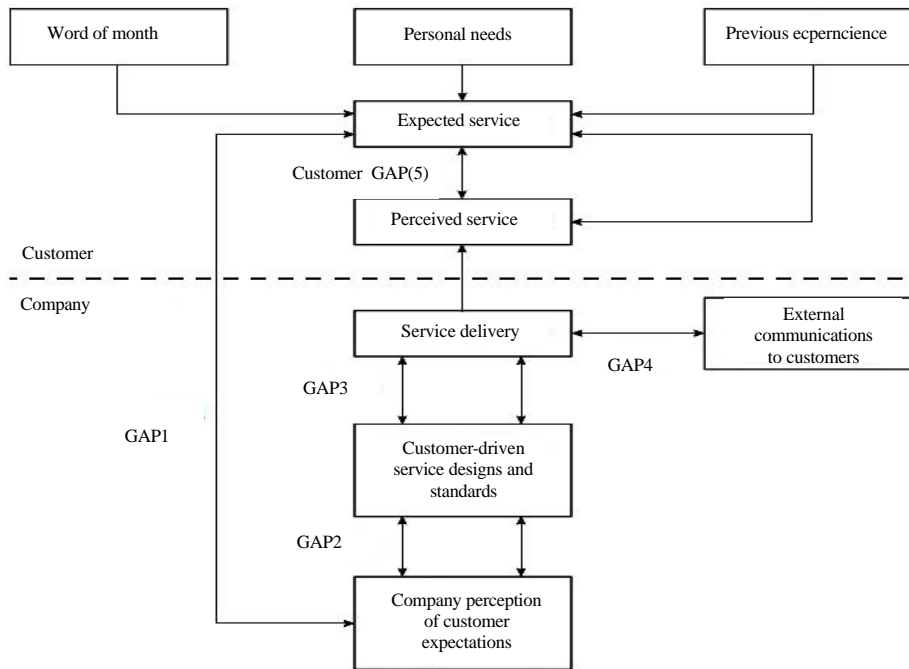 Word of month
Personal needs
Previous ecperncience
Expected service
Customer GAP(5)
Perceived service
Customer
Company
Service delivery
External
communications
to customers
GAP4
GAP3
GAP1
Customer-driven
service designs and
standards
GAP2
Company perception
of customer
expectations